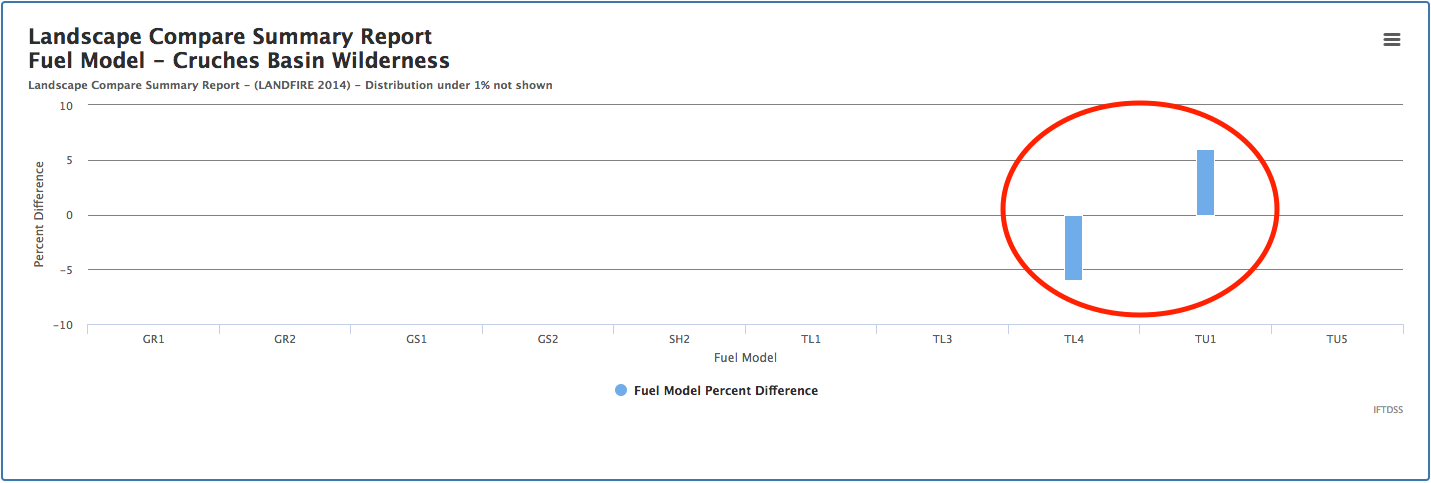 Landscape Compare Summary Report
Fuel Model – Cruches Basin Wilderness
Landscape Compare Summary Report – (LANDFIRE 2014) – Distribution under 1% not shown
Percent Difference
10
5
0
−5
−10
GR1 GR2 GS1 GS2 SH2 TL1 TL3 TL4 TU1 TU5
Fuel Model
Fuel Model Percent Difference
IFTDSS